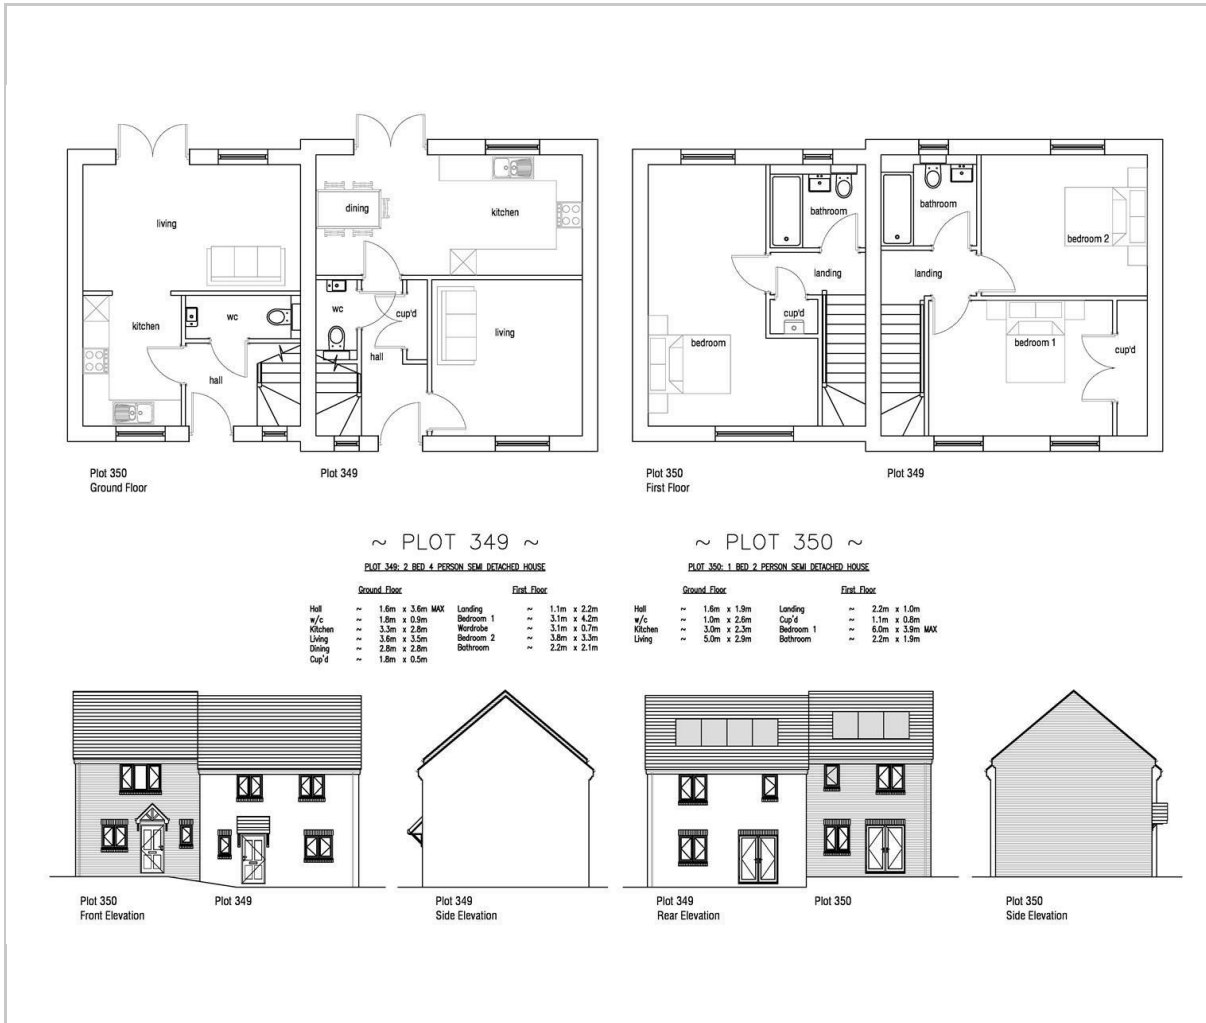 living
dining
kitchen
kitchen
wc
wc
cup'd
living
hall
hall
bathroom
bathroom
bedroom 2
landing
landing
cup'd
bedroom
bedroom 1
cup'd
Plot 350
Ground Floor
Plot 349
Plot 350
First Floor
Plot 349
~ PLOT 349 ~
PLOT 349: 2 BED 4 PERSON SEMI DETACHED HOUSE
Ground Floor First Floor
Hall ~ 1.6m x 3.6m MAX Landing ~ 1.1m x 2.2m
w/c ~ 1.8m x 0.9m Bedroom 1 ~ 3.1m x 4.2m
Kitchen ~ 3.3m x 2.8m Wardrobe ~ 3.1m x 0.7m
Living ~ 3.6m x 3.5m Bedroom 2 ~ 3.8m x 3.3m
Dining ~ 2.8m x 2.8m Bathroom ~ 2.2m x 2.1m
Cup'd ~ 1.8m x 0.5m
~ PLOT 350 ~
PLOT 350: 1 BED 2 PERSON SEMI DETACHED HOUSE
Ground Floor First Floor
Hall ~ 1.6m x 1.9m Landing ~ 2.2m x 1.0m
w/c ~ 1.0m x 2.6m Cup'd ~ 1.1m x 0.8m
Kitchen ~ 3.0m x 2.3m Bedroom 1 ~ 6.0m x 3.9m MAX
Living ~ 5.0m x 2.9m Bathroom ~ 2.2m x 1.9m
Plot 350
Front Elevation
Plot 349
Plot 349
Side Elevation
Plot 349
Rear Elevation
Plot 350
Plot 350
Side Elevation